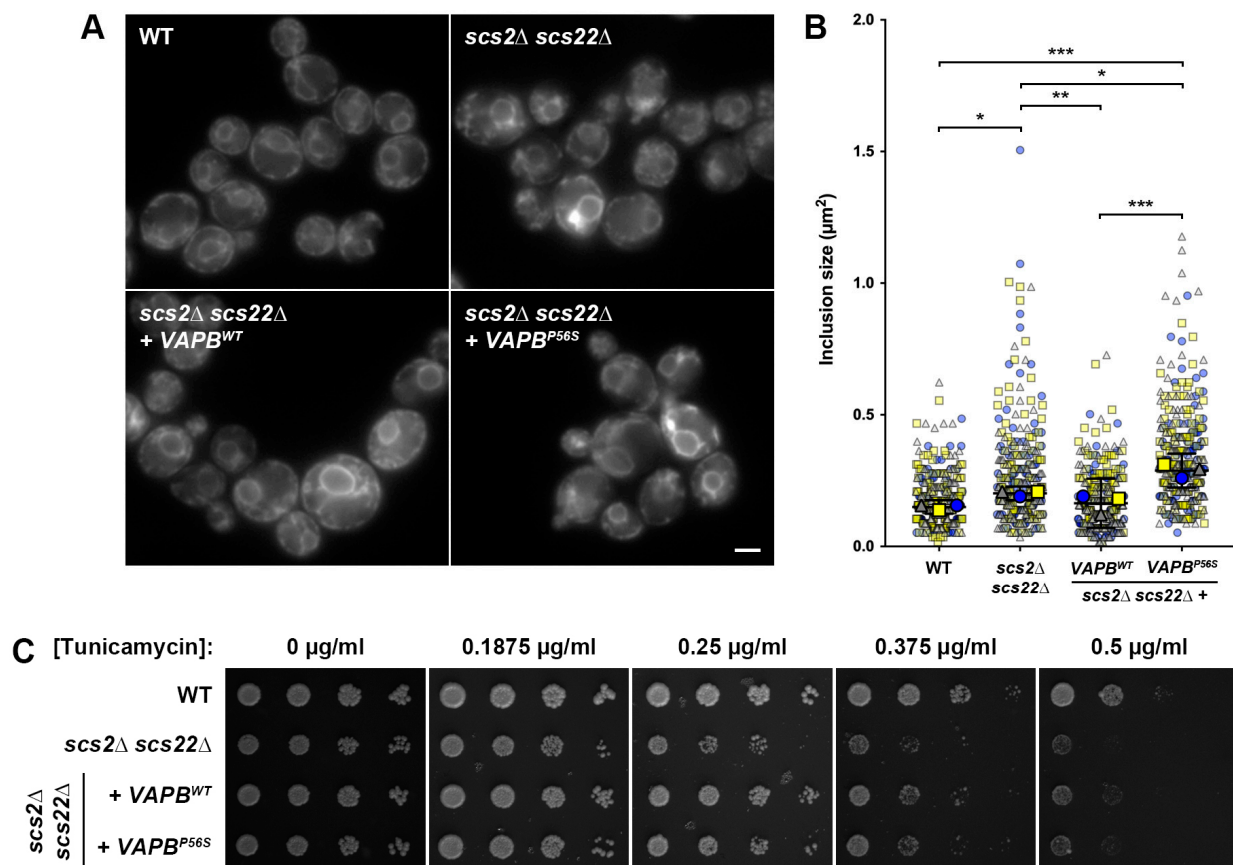 A
WT
scs2Δ scs22Δ
scs2Δ scs22Δ
+ VAPBᵂᵀ
scs2Δ scs22Δ
+ VAPBᴾ⁵⁶ˢ
B
Inclusion size (µm²)
2.0
1.5
1.0
0.5
0.0
***
*
**
*
***
WT
scs2Δ
scs22Δ
VAPBᵂᵀ
VAPBᴾ⁵⁶ˢ
scs2Δ scs22Δ +
C
[Tunicamycin]: 0 µg/ml 0.1875 µg/ml 0.25 µg/ml 0.375 µg/ml 0.5 µg/ml
WT
scs2Δ scs22Δ
scs2Δ
scs22Δ
+ VAPBᵂᵀ
+ VAPBᴾ⁵⁶ˢ